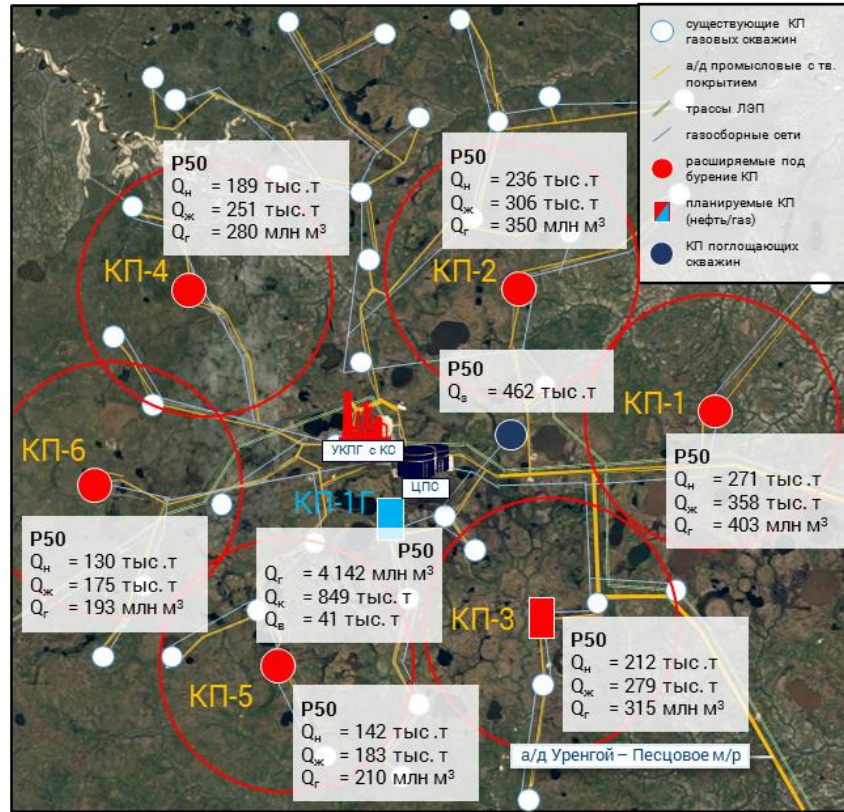 существующие КП
газовых скважин
а/д промысловые с тв.
покрытием
трассы ЛЭП
газосборные сети
расширяемые под
бурение КП
планируемые КП
(нефть/газ)
КП поглощающих
скважин
P50
Qн = 189 тыс .т
Qж = 251 тыс. т
Qг = 280 млн м³
КП-4
P50
Qн = 236 тыс .т
Qж = 306 тыс. т
Qг = 350 млн м³
КП-2
P50
Qз = 462 тыс .т
КП-1
P50
Qн = 271 тыс .т
Qж = 358 тыс. т
Qг = 403 млн м³
УКПГ с КС
ЦПС
КП-6
P50
Qн = 130 тыс .т
Qж = 175 тыс. т
Qг = 193 млн м³
КП-1Г
P50
Qг = 4 142 млн м³
Qк = 849 тыс. т
Qв = 41 тыс. т
КП-3
P50
Qн = 212 тыс .т
Qж = 279 тыс. т
Qг = 315 млн м³
КП-5
P50
Qн = 142 тыс .т
Qж = 183 тыс. т
Qг = 210 млн м³
а/д Уренгой – Песцовое м/р